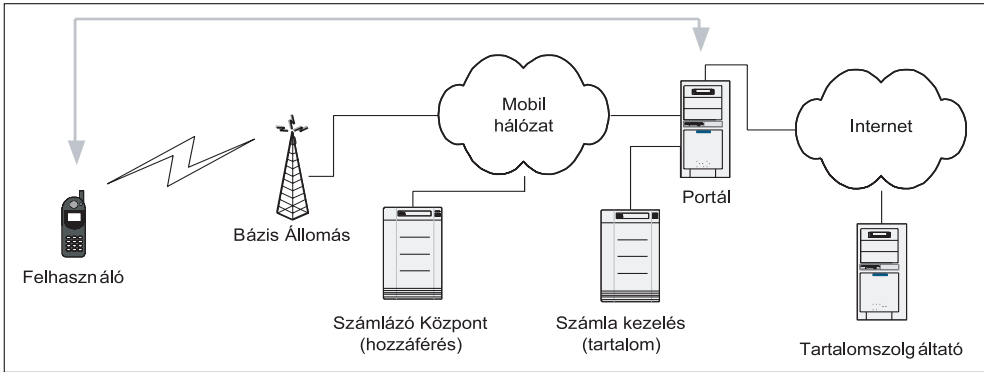 Mobil
hálózat
Internet
Portál
Bázis Állomás
Felhasználó
Számlázó Központ
(hozzáférés)
Számla kezelés
(tartalom)
Tartalomszolgáltató